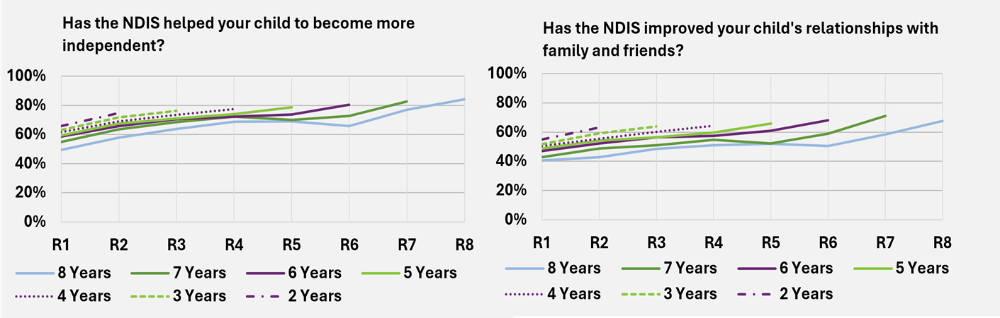 Has the NDIS helped your child to become more
independent?
100%
80%
60%
40%
20%
0%
R1 R2 R3 R4 R5 R6 R7 R8
8 Years 7 Years 6 Years 5 Years
4 Years 3 Years 2 Years
Has the NDIS improved your child's relationships with
family and friends?
100%
80%
60%
40%
20%
0%
R1 R2 R3 R4 R5 R6 R7 R8
8 Years 7 Years 6 Years 5 Years
4 Years 3 Years 2 Years